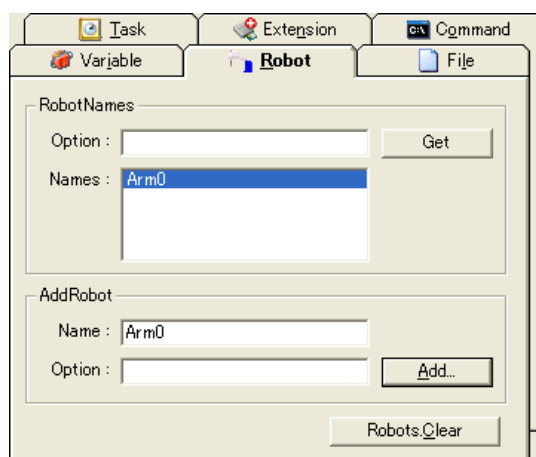 Task Extension Command
Variable Robot File
RobotNames
Option : Get
Names : Arm0
AddRobot
Name : Arm0
Option : Add...
Robots.Clear